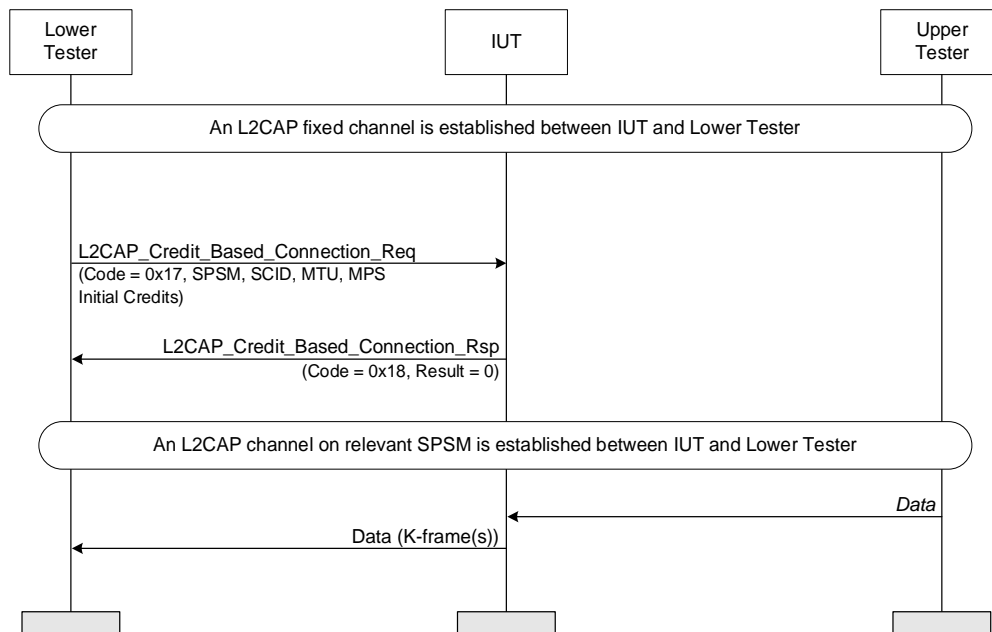 Lower
Tester
IUT
Upper
Tester
An L2CAP fixed channel is established between IUT and Lower Tester
L2CAP_Credit_Based_Connection_Req
(Code = 0x17, SPSM, SCID, MTU, MPS
Initial Credits)
L2CAP_Credit_Based_Connection_Rsp
(Code = 0x18, Result = 0)
An L2CAP channel on relevant SPSM is established between IUT and Lower Tester
Data
Data (K-frame(s))